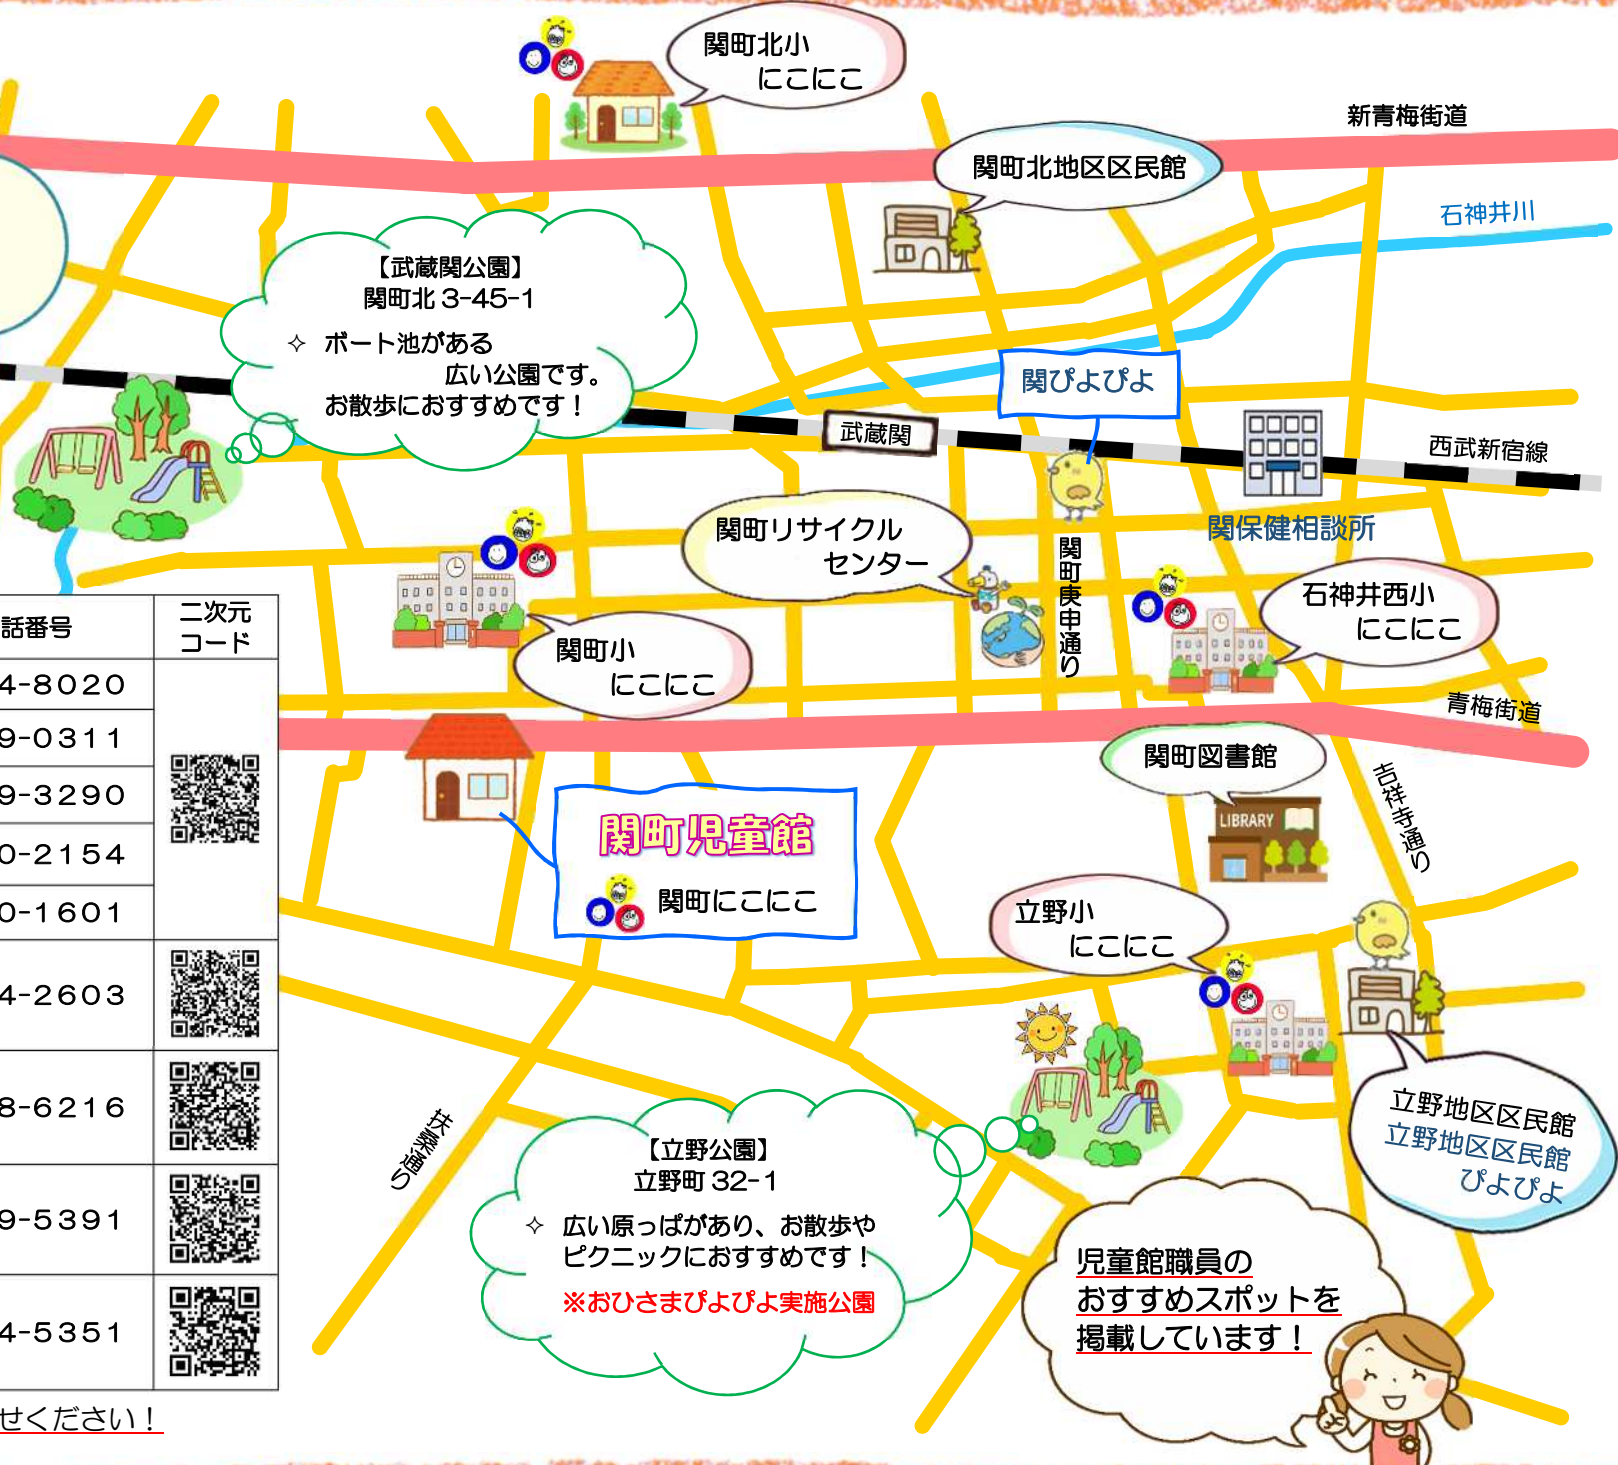 関町北小
にこにこ
新青梅街道
関町北地区区民館
石神井川
【武蔵関公園】
関町北 3-45-1
✧ ボート池がある
広い公園です。
お散歩におすすめです！
関ぴよぴよ
武蔵関
西武新宿線
関町リサイクル
センター
関保健相談所
関町庚申通り
石神井西小
にこにこ
関町小
にこにこ
青梅街道
関町図書館
LIBRARY
吉祥寺通り
関町児童館
関町にこにこ
立野小
にこにこ
立野地区区民館
立野地区区民館
ぴよぴよ
扶桑通り
【立野公園】
立野町 32-1
✧ 広い原っぱがあり、お散歩や
ピクニックにおすすめです！
※おひさまぴよぴよ実施公園
児童館職員の
おすすめスポットを
掲載しています！
話番号 二次元
コード
4-8020
9-0311
9-3290
0-2154
0-1601
4-2603
8-6216
9-5391
4-5351
せください！